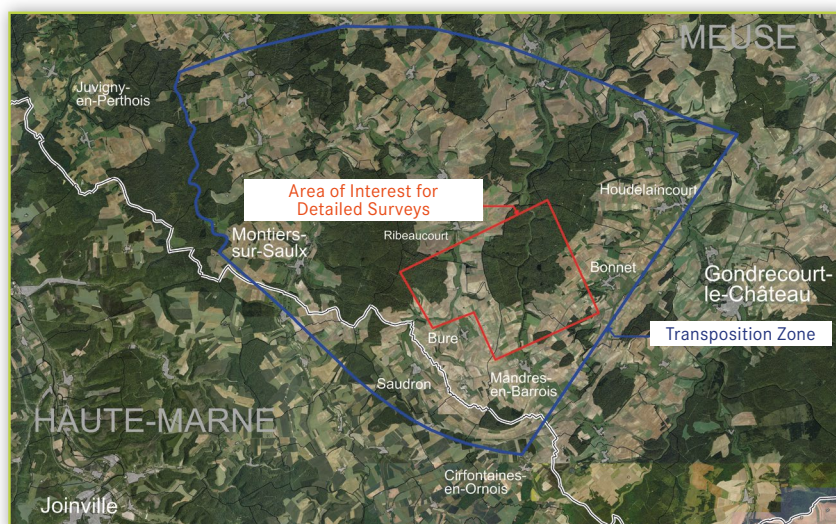 MEUSE
Juvigny-
en-Perthois
Area of Interest for
Detailed Surveys
Houdelaincourt
Montiers-
sur-Saulx
Ribeaucourt
Bonnet
Gondrecourt-
le-Château
Transposition Zone
Bure
Saudron
Mandres-
en-Barrois
HAUTE-MARNE
Ciffontaines-
en-Ornois
Joinville